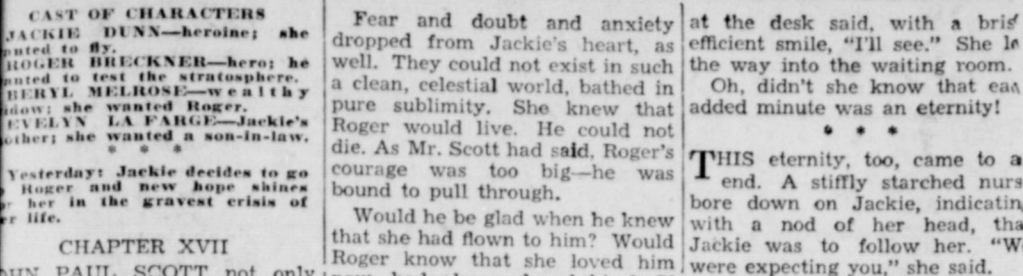 CAST OF CHARACTERS
JACKIE DUNN—heroine; she
wanted to fly.
ROGER BRECKNER—hero; he
wanted to test the stratosphere.
BERYL MELROSE—wealthy
widow; she wanted Roger.
EVELYN LA FARGE—Jackie's
mother; she wanted a son-in-law.
* * *
Yesterday: Jackie decides to go
Roger and new hope shines
her in the gravest crisis of
life.
CHAPTER XVII
PAUL SCOTT not only
Fear and doubt and anxiety
dropped from Jackie's heart, as
well. They could not exist in such
a clean, celestial world, bathed in
pure sublimity. She knew that
Roger would live. He could not
die. As Mr. Scott had said, Roger's
courage was too big—he was
bound to pull through.
Would he be glad when he knew
that she had flown to him? Would
Roger know that she loved him
at the desk said, with a
efficient smile, "I'll see." She
the way into the waiting room.
Oh, didn't she know that
added minute was an eternity!
* * *
THIS eternity, too, came to a
end. A stiffly starched
bore down on Jackie,
with a nod of her head,
Jackie was to follow her.
were expecting you," she said.